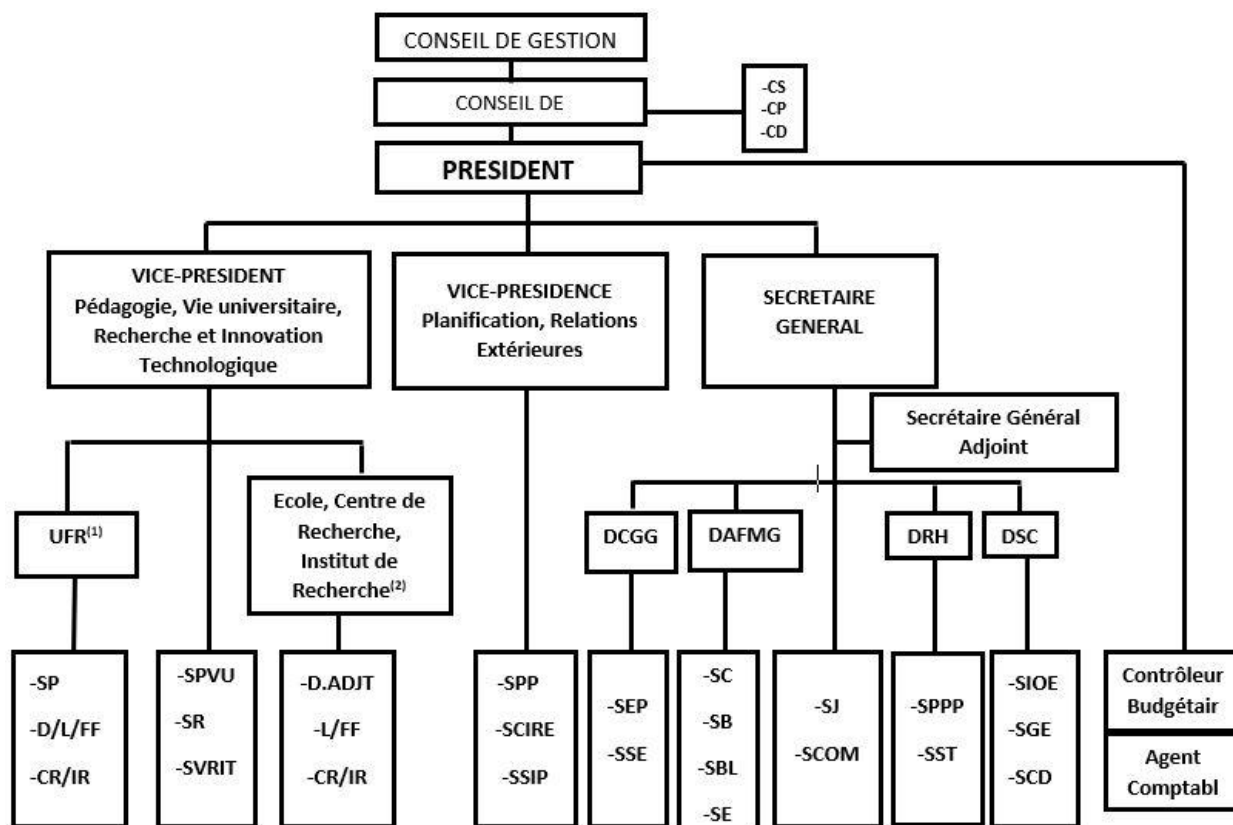 CONSEIL DE GESTION
CONSEIL DE
-CS
-CP
-CD
PRESIDENT
VICE-PRESIDENT
Pédagogie, Vie universitaire,
Recherche et Innovation
Technologique
VICE-PRESIDENCE
Planification, Relations
Extérieures
SECRETAIRE
GENERAL
Secrétaire Général
Adjoint
UFR(1)
Ecole, Centre de
Recherche,
Institut de
Recherche(2)
DCGG
DAFMG
DRH
DSC
-SP
-D/L/FF
-CR/IR
-SPVU
-SR
-SVRIT
-D.ADJT
-L/FF
-CR/IR
-SPP
-SCIRE
-SSIP
-SEP
-SSE
-SC
-SB
-SBL
-SE
-SJ
-SCOM
-SPPP
-SST
-SIOE
-SGE
-SCD
Contrôleur
Budgétair
Agent
Comptabl